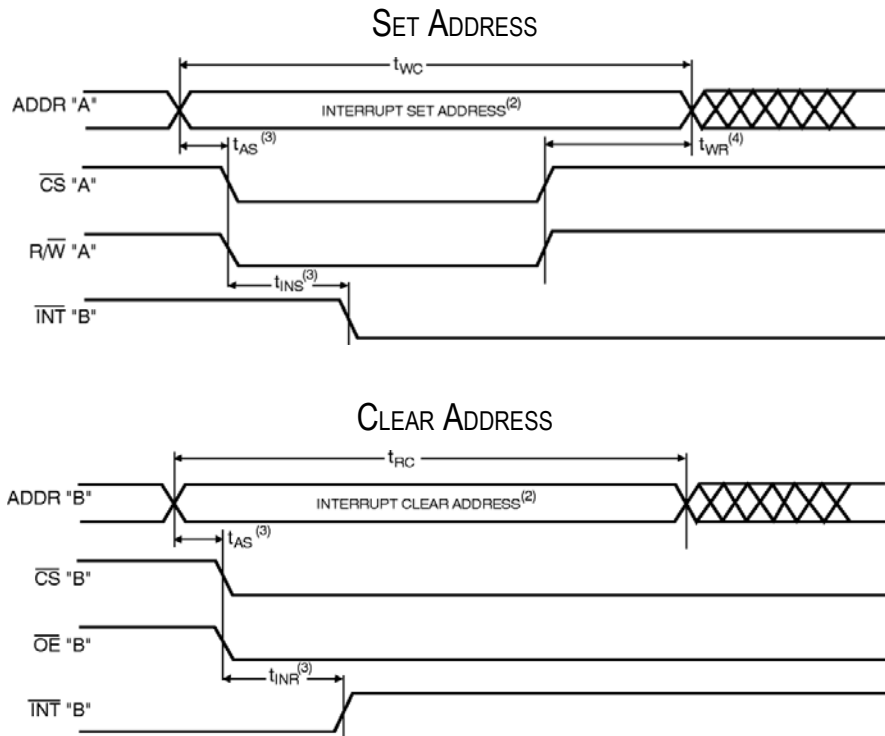 SET ADDRESS
tWC
ADDR "A"
INTERRUPT SET ADDRESS(2)
tAS(3)
tWR(4)
CS "A"
R/W "A"
tINS(3)
INT "B"
CLEAR ADDRESS
tRC
ADDR "B"
INTERRUPT CLEAR ADDRESS(2)
tAS(3)
CS "B"
OE "B"
tINR(3)
INT "B"